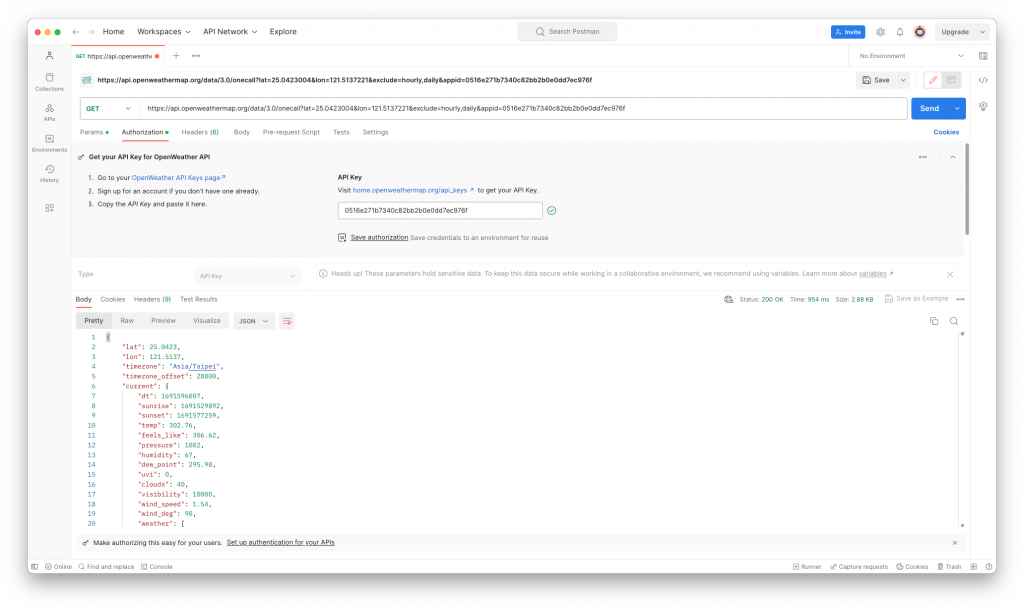 Home Workspaces API Network Explore Search Postman Invite Upgrade
GET https://api.openweathe No Environment
https://api.openweathermap.org/data/3.0/onecall?lat=25.0423004&lon=121.5137221&exclude=hourly,daily&appid=0516e271b7340c82bb2b0e0dd7ec976f Save
GET https://api.openweathermap.org/data/3.0/onecall?lat=25.0423004&lon=121.5137221&exclude=hourly,daily&appid=0516e271b7340c82bb2b0e0dd7ec976f Send
Params Authorization Headers (6) Body Pre-request Script Tests Settings Cookies
Collections
APIs
Environments
History
Get your API Key for OpenWeather API
1. Go to your OpenWeather API Keys page
2. Sign up for an account if you don't have one already.
3. Copy the API Key and paste it here.
API Key
Visit home.openweathermap.org/api_keys to get your API Key.
0516e271b7340c82bb2b0e0dd7ec976f
Save authorization Save credentials to an environment for reuse
Type API Key Heads up! These parameters hold sensitive data. To keep this data secure while working in a collaborative environment, we recommend using variables. Learn more about variables
Body Cookies Headers (9) Test Results Status: 200 OK Time: 954 ms Size: 2.88 KB Save as Example
Pretty Raw Preview Visualize JSON
1 {
2 "lat": 25.0423,
3 "lon": 121.5137,
4 "timezone": "Asia/Taipei",
5 "timezone_offset": 28800,
6 "current": {
7 "dt": 1691596007,
8 "sunrise": 1691529892,
9 "sunset": 1691577259,
10 "temp": 302.76,
11 "feels_like": 306.62,
12 "pressure": 1002,
13 "humidity": 67,
14 "dew_point": 295.98,
15 "uvi": 0,
16 "clouds": 40,
17 "visibility": 10000,
18 "wind_speed": 1.54,
19 "wind_deg": 90,
20 "weather": [
Make authorizing this easy for your users. Set up authentication for your APIs
Online Find and replace Console Runner Capture requests Cookies Trash